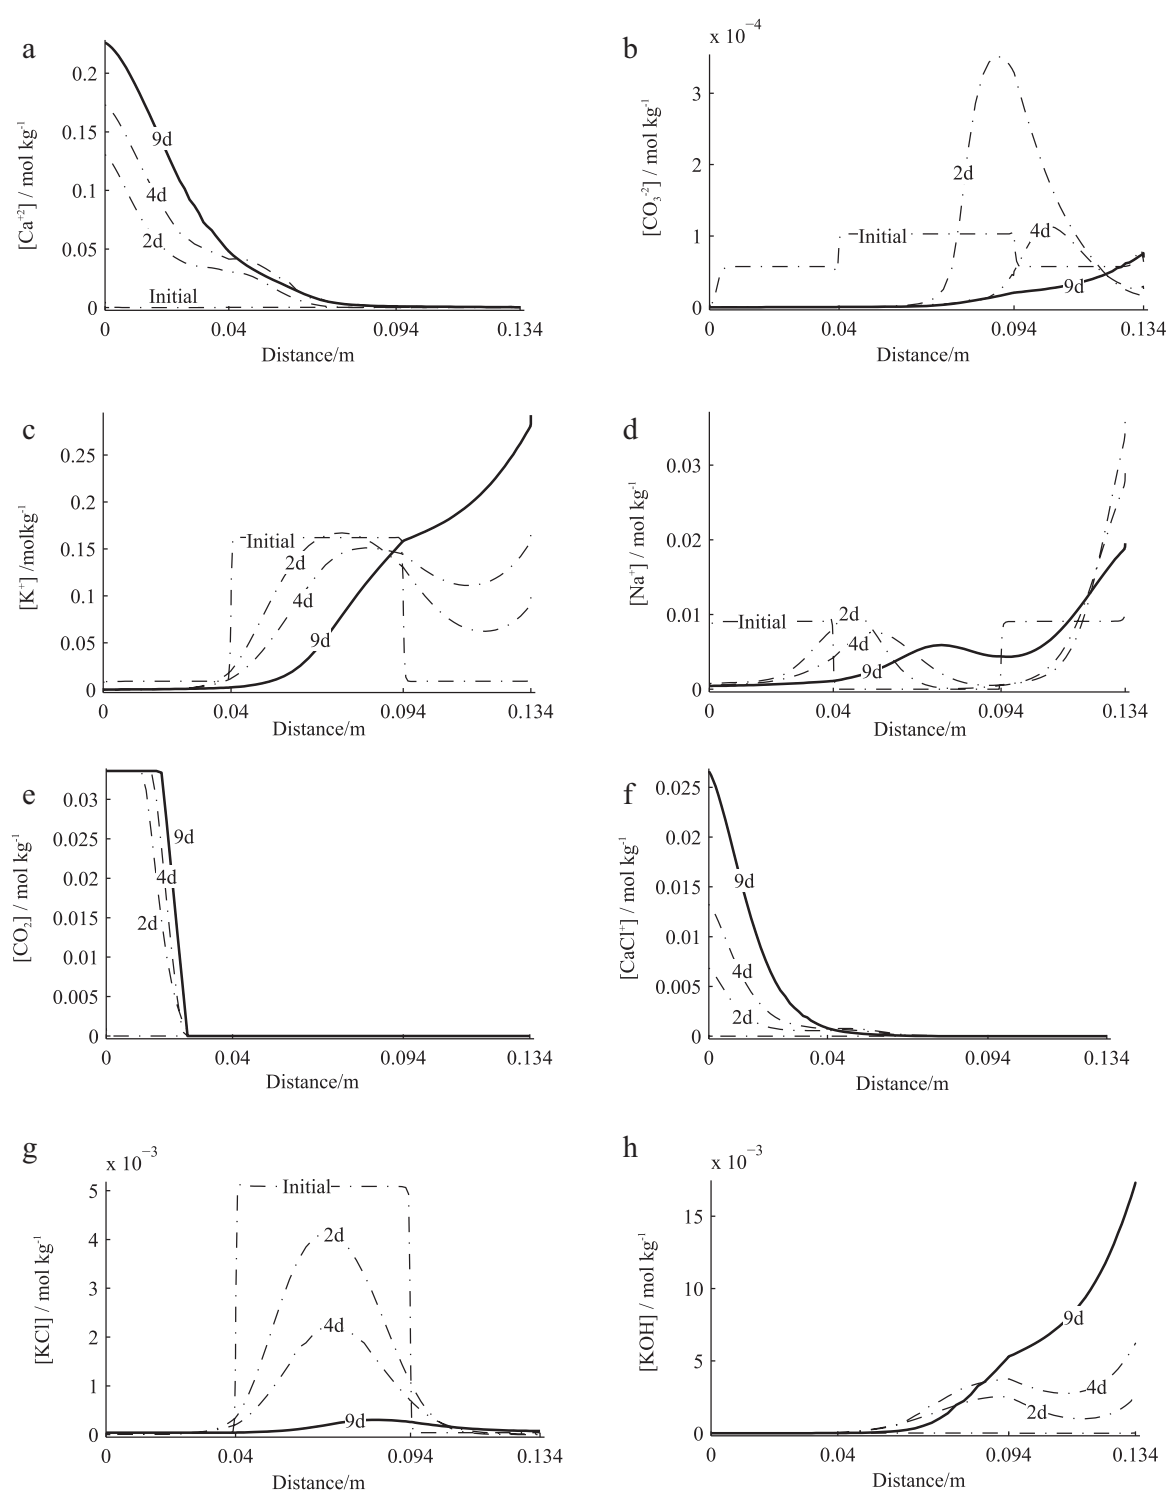 a
[Ca+2] / mol kg-1
0.2
0.15
0.1
0.05
0
9d
4d
2d
Initial
0
0.04
0.094
0.134
Distance/m
b
x 10−4
[CO3-2] / mol kg-1
3
2
1
0
2d
Initial
4d
9d
0
0.04
0.094
0.134
Distance/m
c
[K+] /molkg-1
0.25
0.2
0.15
0.1
0.05
0
Initial
2d
4d
9d
0
0.04
0.094
0.134
Distance/m
d
[Na+] / mol kg-1
0.03
0.02
0.01
0
Initial
2d
4d
9d
0
0.04
0.094
0.134
Distance/m
e
[CO2] / mol kg-1
0.03
0.025
0.02
0.015
0.01
0.005
0
9d
4d
2d
0
0.04
0.094
0.134
Distance/m
f
[CaCl+] / mol kg-1
0.025
0.02
0.015
0.01
0.005
0
9d
4d
2d
0
0.04
0.094
0.134
Distance/m
g
x 10−3
[KCl] / mol kg-1
5
4
3
2
1
0
Initial
2d
4d
9d
0
0.04
0.094
0.134
Distance/m
h
x 10−3
[KOH] / mol kg-1
15
10
5
0
9d
4d
2d
0
0.04
0.094
0.134
Distance/m